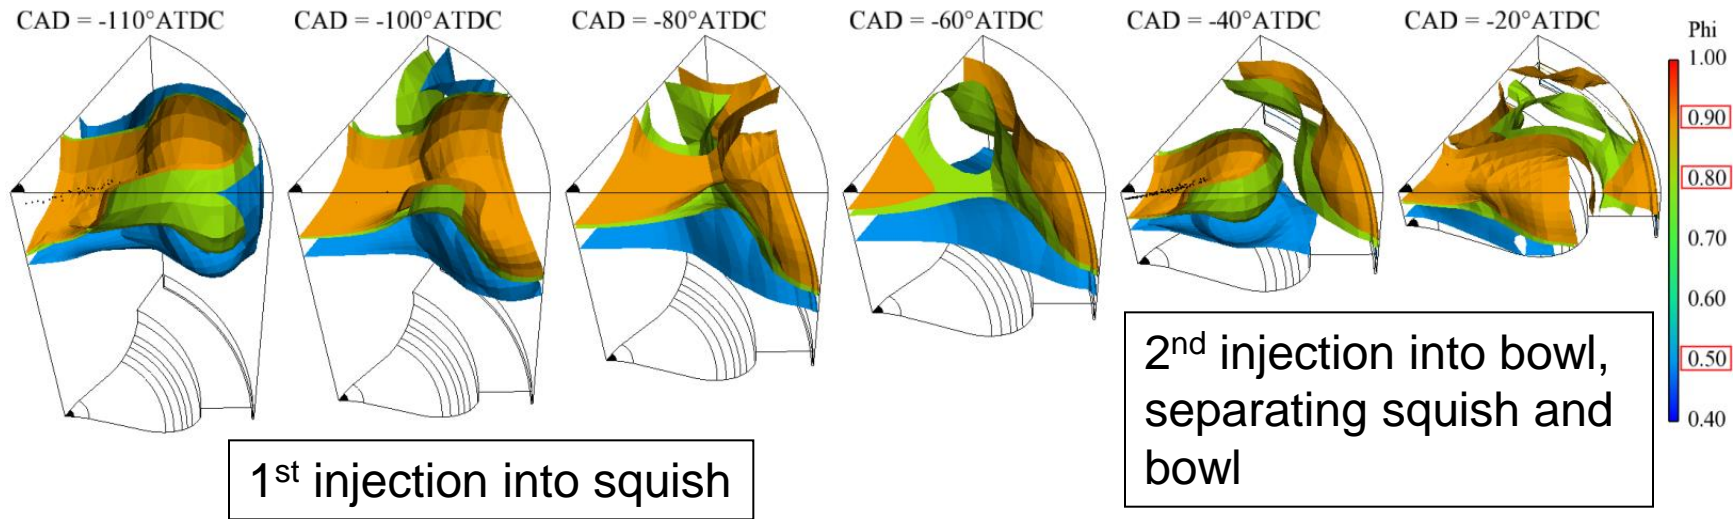 CAD = -110°ATDC
CAD = -100°ATDC
CAD = -80°ATDC
CAD = -60°ATDC
CAD = -40°ATDC
CAD = -20°ATDC
Phi
1.00
0.90
0.80
0.70
0.60
0.50
0.40
1st injection into squish
2nd injection into bowl,
separating squish and
bowl